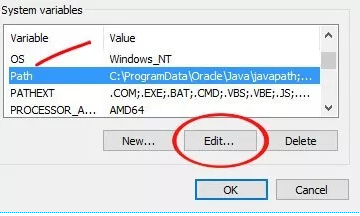 System variables
Variable Value
OS Windows_NT
Path C:\ProgramData\Oracle\Java\javapath;...
PATHEXT .COM;.EXE;.BAT;.CMD;.VBS;.VBE;.JS;....
PROCESSOR_A... AMD64
New... Edit... Delete
OK Cancel